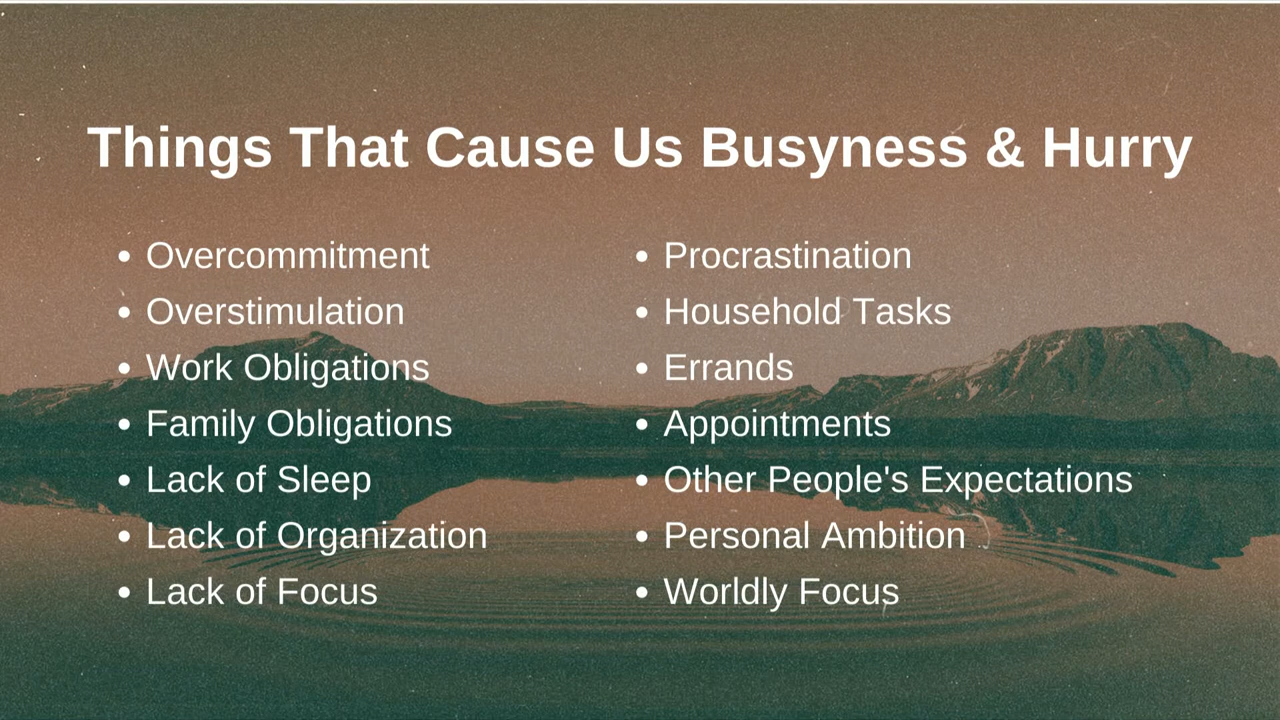 Things That Cause Us Busyness & Hurry
• Overcommitment
• Overstimulation
• Work Obligations
• Family Obligations
• Lack of Sleep
• Lack of Organization
• Lack of Focus
• Procrastination
• Household Tasks
• Errands
• Appointments
• Other People's Expectations
• Personal Ambition
• Worldly Focus